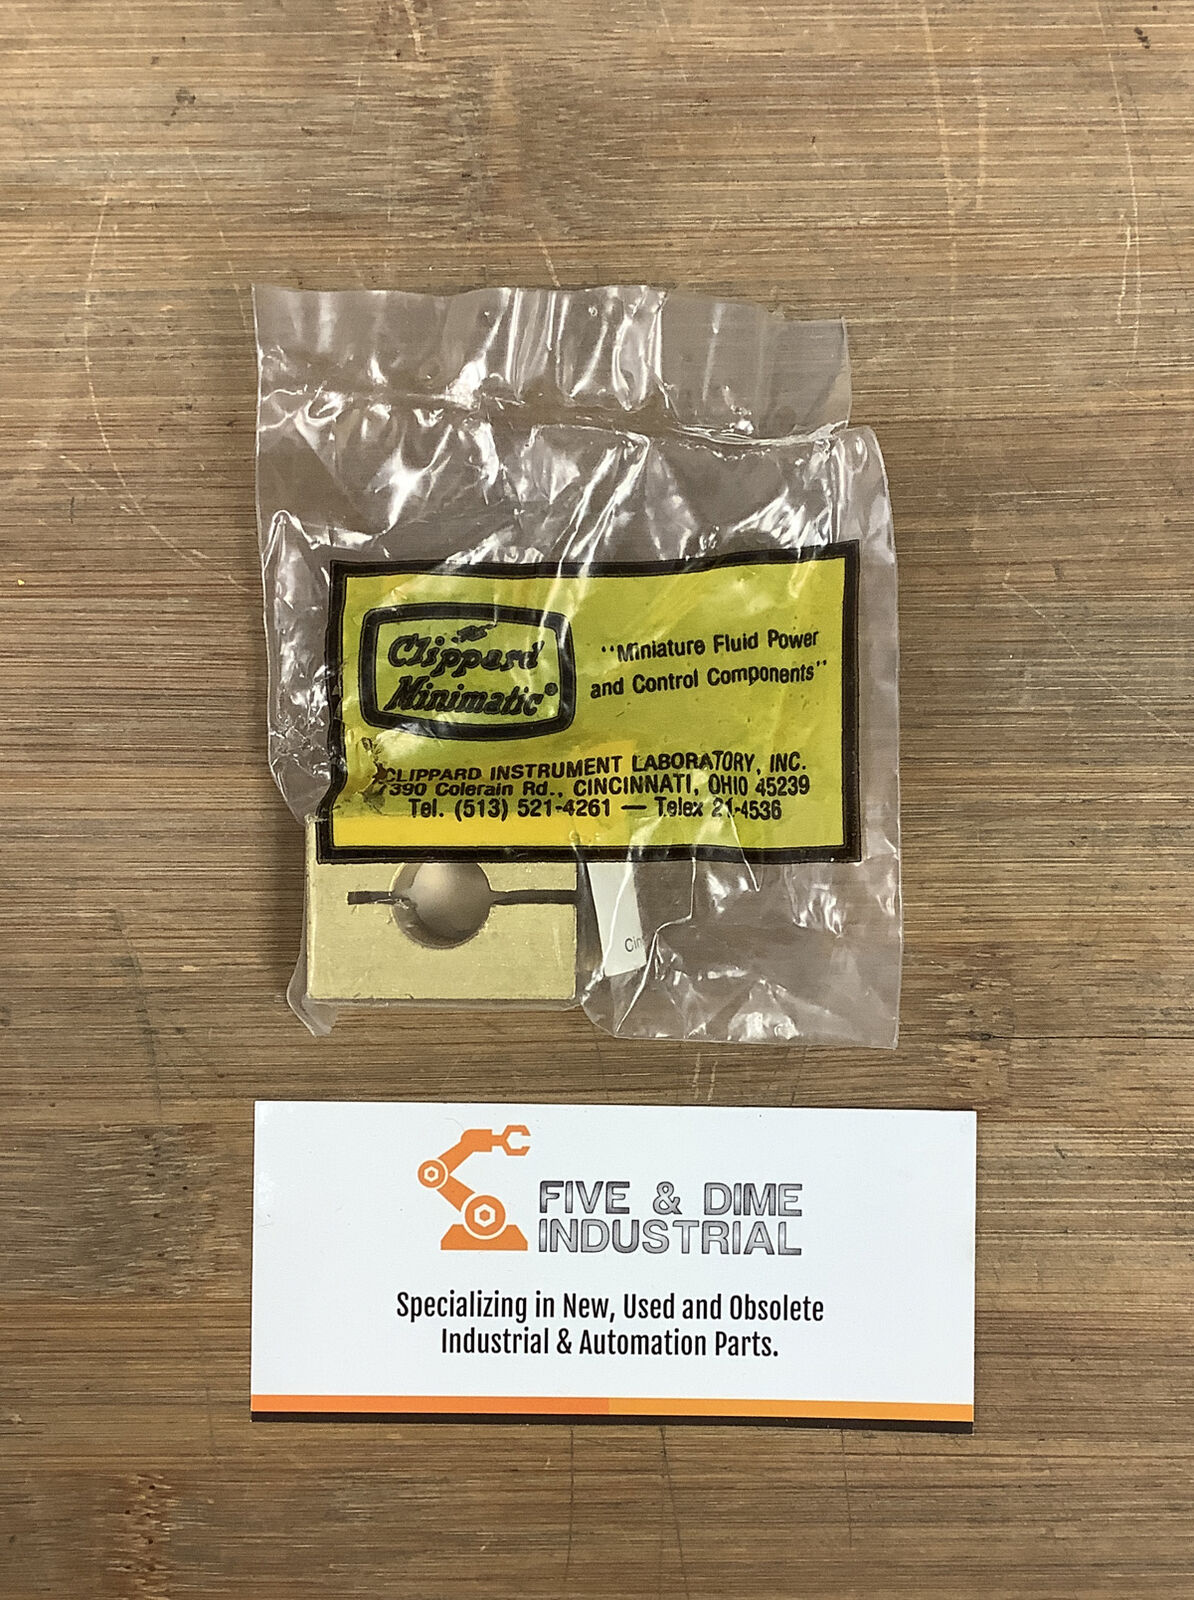 The
Clippard
Minimatic®
"Miniature Fluid Power
and Control Components"
CLIPPARD INSTRUMENT LABORATORY, INC.
7390 Colerain Rd., CINCINNATI, OHIO 45239
Tel. (513) 521-4261 — Telex 21-4536
FIVE & DIME
INDUSTRIAL
Specializing in New, Used and Obsolete
Industrial & Automation Parts.